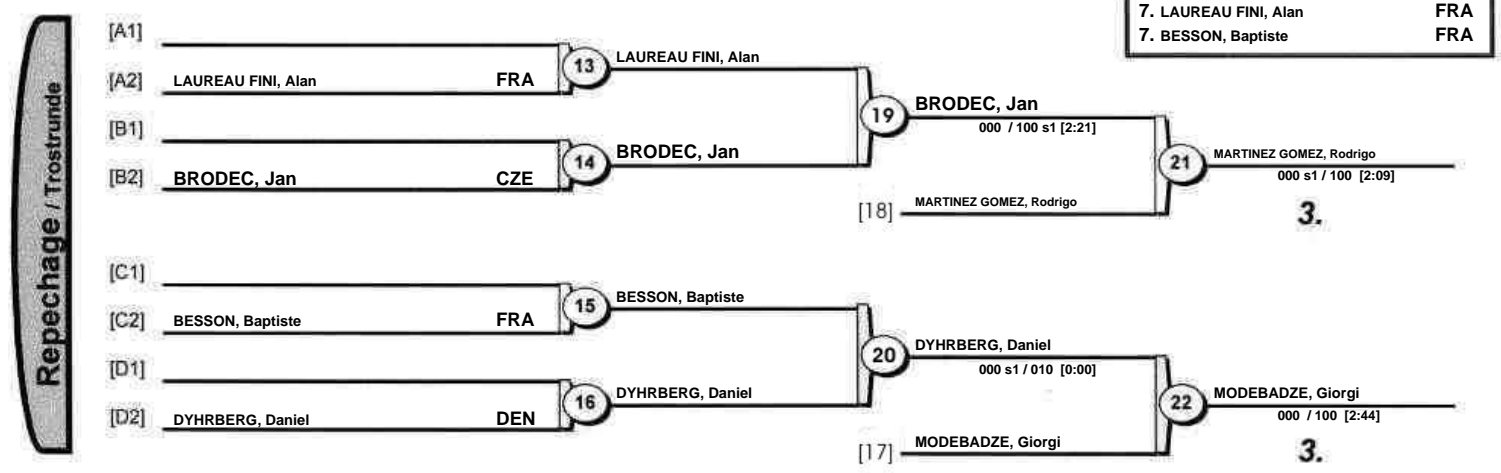 7. LAUREAU FINI, Alan FRA
7. BESSON, Baptiste FRA
Repechage / Trostrunde
[A1]
[A2] LAUREAU FINI, Alan FRA
13 LAUREAU FINI, Alan
[B1]
[B2] BRODEC, Jan CZE
14 BRODEC, Jan
19 BRODEC, Jan
000 / 100 s1 [2:21]
[18] MARTINEZ GOMEZ, Rodrigo
21 MARTINEZ GOMEZ, Rodrigo
000 s1 / 100 [2:09]
3.
[C1]
[C2] BESSON, Baptiste FRA
15 BESSON, Baptiste
[D1]
[D2] DYHRBERG, Daniel DEN
16 DYHRBERG, Daniel
20 DYHRBERG, Daniel
000 s1 / 010 [0:00]
[17] MODEBADZE, Giorgi
22 MODEBADZE, Giorgi
000 / 100 [2:44]
3.